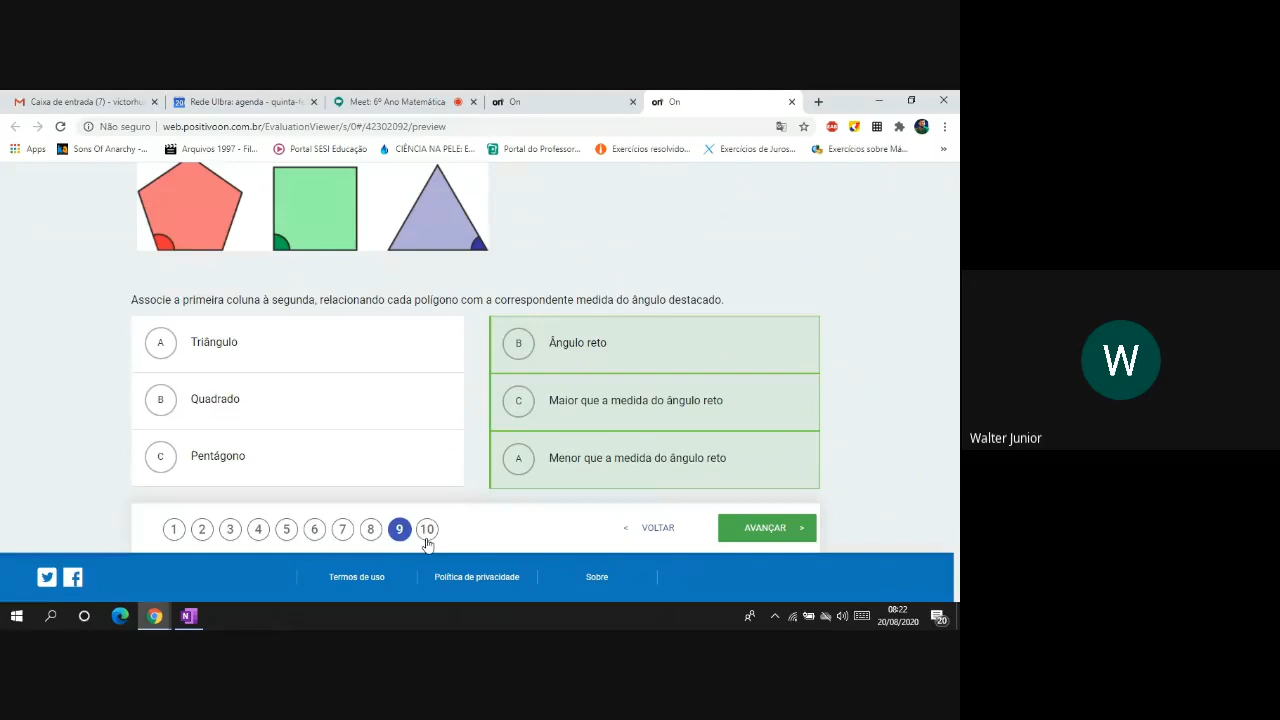 Caixa de entrada (7) - victorhu
Rede Ulbra: agenda - quinta-fe
Meet: 6º Ano Matemática
On
On
Não seguro
web.positivoon.com.br/EvaluationViewer/s/0#/42302092/preview
Apps
Sons Of Anarchy -...
Arquivos 1997 - Fil...
Portal SESI Educação
CIÊNCIA NA PELE: E...
Portal do Professor...
Exercícios resolvido...
Exercícios de Juros...
Exercícios sobre Má...
»
Associe a primeira coluna à segunda, relacionando cada polígono com a correspondente medida do ângulo destacado.
A Triângulo
B Ângulo reto
B Quadrado
C Maior que a medida do ângulo reto
C Pentágono
A Menor que a medida do ângulo reto
1 2 3 4 5 6 7 8 9 10
< VOLTAR
AVANÇAR >
Termos de uso
Política de privacidade
Sobre
08:22
20/08/2020
20
W
Walter Junior